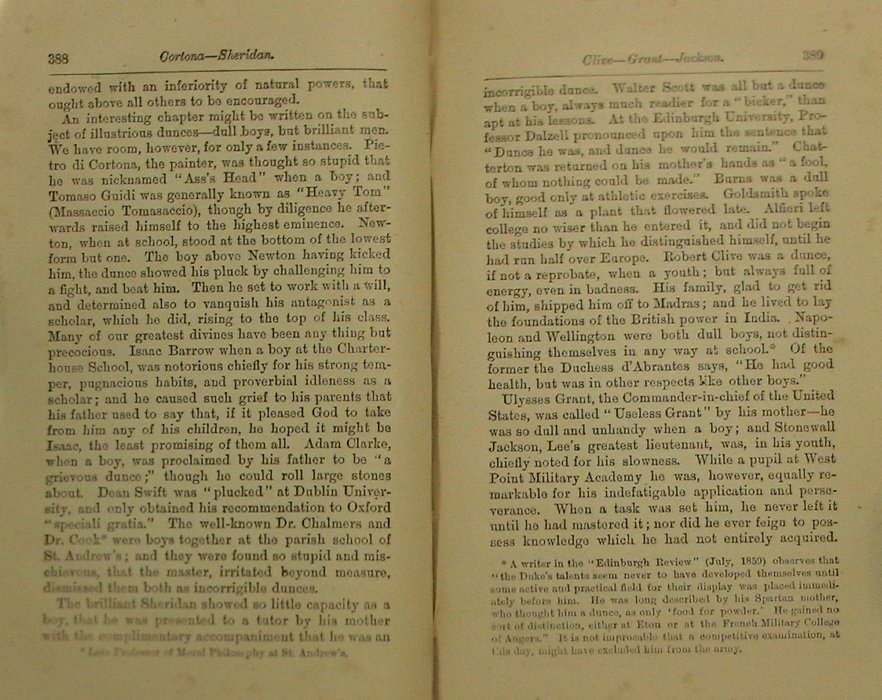 388
Cortona—Sheridan.
endowed with an inferiority of natural powers, that
ought above all others to be encouraged.
An interesting chapter might be written on the sub-
ject of illustrious dunces—dull boys, but brilliant men.
We have room, however, for only a few instances. Pie-
tro di Cortona, the painter, was thought so stupid that
he was nicknamed "Ass's Head" when a boy; and
Tomaso Guidi was generally known as "Heavy Tom"
(Massaccio Tomasaccio), though by diligence he after-
wards raised himself to the highest eminence. New-
ton, when at school, stood at the bottom of the lowest
form but one. The boy above Newton having kicked
him, the dunce showed his pluck by challenging him to
a fight, and beat him. Then he set to work with a will,
and determined also to vanquish his antagonist as a
scholar, which he did, rising to the top of his class.
Many of our greatest divines have been any thing but
precocious. Isaac Barrow when a boy at the Charter-
house School, was notorious chiefly for his strong tem-
per, pugnacious habits, and proverbial idleness as a
scholar; and he caused such grief to his parents that
his father used to say that, if it pleased God to take
from him any of his children, he hoped it might be
Isaac, the least promising of them all. Adam Clarke,
when a boy, was proclaimed by his father to be "a
grievous dunce;" though he could roll large stones
about. Dean Swift was "plucked" at Dublin Univer-
sity, and only obtained his recommendation to Oxford
"speciali gratia." The well-known Dr. Chalmers and
Dr. Cook* were boys together at the parish school of
St. Andrew's; and they were found so stupid and mis-
chievous, that the master, irritated beyond measure,
dismissed them both as incorrigible dunces.
The brilliant Sheridan showed so little capacity as a
boy, that he was presented to a tutor by his mother
with the complimentary accompaniment that he was an
* Late Professor of Moral Philosophy at St. Andrew's.
Clive—Grant—Jackson.
389
incorrigible dunce. Walter Scott was all but a dunce
when a boy, always much readier for a "bicker," than
apt at his lessons. At the Edinburgh University, Pro-
fessor Dalzell pronounced upon him the sentence that
"Dunce he was, and dunce he would remain." Chat-
terton was returned on his mother's hands as "a fool,
of whom nothing could be made." Burns was a dull
boy, good only at athletic exercises. Goldsmith spoke
of himself as a plant that flowered late. Alfieri left
college no wiser than he entered it, and did not begin
the studies by which he distinguished himself, until he
had run half over Europe. Robert Clive was a dunce,
if not a reprobate, when a youth; but always full of
energy, even in badness. His family, glad to get rid
of him, shipped him off to Madras; and he lived to lay
the foundations of the British power in India. Napo-
leon and Wellington were both dull boys, not distin-
guishing themselves in any way at school.* Of the
former the Duchess d'Abrantes says, "He had good
health, but was in other respects like other boys."
Ulysses Grant, the Commander-in-chief of the United
States, was called "Useless Grant" by his mother—he
was so dull and unhandy when a boy; and Stonewall
Jackson, Lee's greatest lieutenant, was, in his youth,
chiefly noted for his slowness. While a pupil at West
Point Military Academy he was, however, equally re-
markable for his indefatigable application and perse-
verance. When a task was set him, he never left it
until he had mastered it; nor did he ever feign to pos-
sess knowledge which he had not entirely acquired.
* A writer in the "Edinburgh Review" (July, 1859) observes that
"the Duke's talents seem never to have developed themselves until
some active and practical field for their display was placed immedi-
ately before him. He was long described by his Spartan mother,
who thought him a dunce, as only 'food for powder.' He gained no
sort of distinction, either at Eton or at the French Military College
of Angers." It is not improbable that a competitive examination, at
this day, might have excluded him from the army.